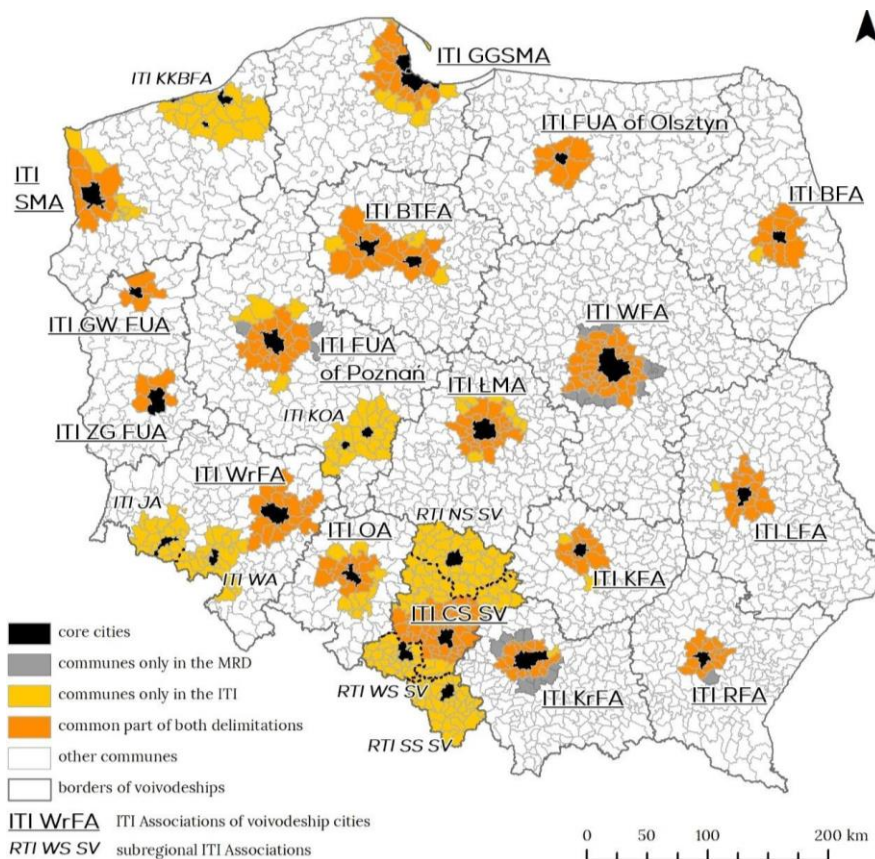 ITI GGSMA
ITI KKBFA
ITI FUA of Olsztyn
ITI
SMA
ITI BTFA
ITI BFA
ITI GW FUA
ITI WFA
ITI FUA
of Poznań
ITI ŁMA
ITI KOA
ITI ZG FUA
ITI WrFA
ITI JA
RTI NS SV
ITI LFA
ITI OA
ITI WA
ITI KFA
ITI CS SV
RTI WS SV
ITI KrFA
ITI RFA
RTI SS SV
core cities
communes only in the MRD
communes only in the ITI
common part of both delimitations
other communes
borders of voivodeships
ITI WrFA ITI Associations of voivodeship cities
RTI WS SV subregional ITI Associations
0 50 100 200 km